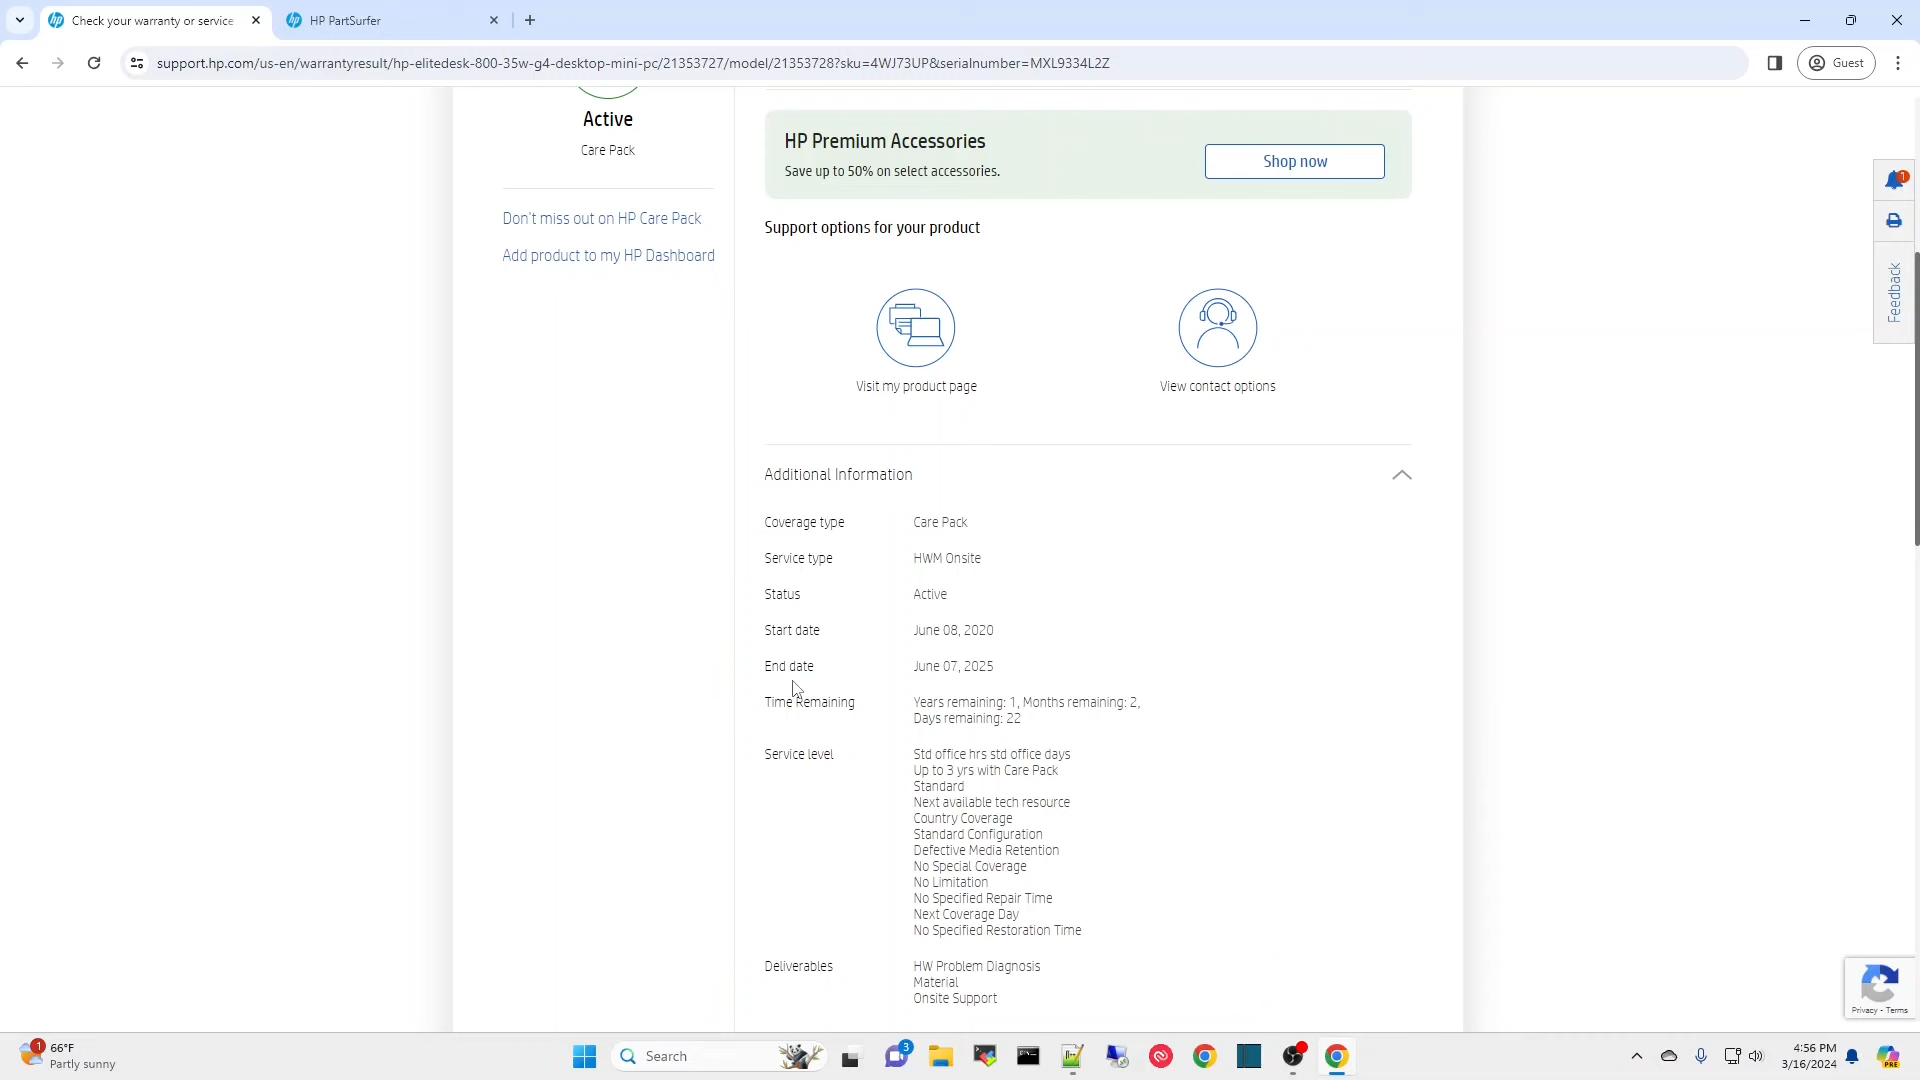 Check your warranty or service
HP PartSurfer
support.hp.com/us-en/warrantyresult/hp-elitedesk-800-35w-g4-desktop-mini-pc/21353727/model/21353728?sku=4WJ73UP&serialnumber=MXL9334L2Z
Guest
Active
Care Pack
Don't miss out on HP Care Pack
Add product to my HP Dashboard
HP Premium Accessories
Save up to 50% on select accessories.
Shop now
Support options for your product
Visit my product page
View contact options
1
Feedback
Additional Information
Coverage type Care Pack
Service type HWM Onsite
Status Active
Start date June 08, 2020
End date June 07, 2025
Time Remaining Years remaining: 1, Months remaining: 2,
Days remaining: 22
Service level Std office hrs std office days
Up to 3 yrs with Care Pack
Standard
Next available tech resource
Country Coverage
Standard Configuration
Defective Media Retention
No Special Coverage
No Limitation
No Specified Repair Time
Next Coverage Day
No Specified Restoration Time
Deliverables HW Problem Diagnosis
Material
Onsite Support
Privacy - Terms
1
66°F
Partly sunny
Search
3
4:56 PM
3/16/2024
PRE